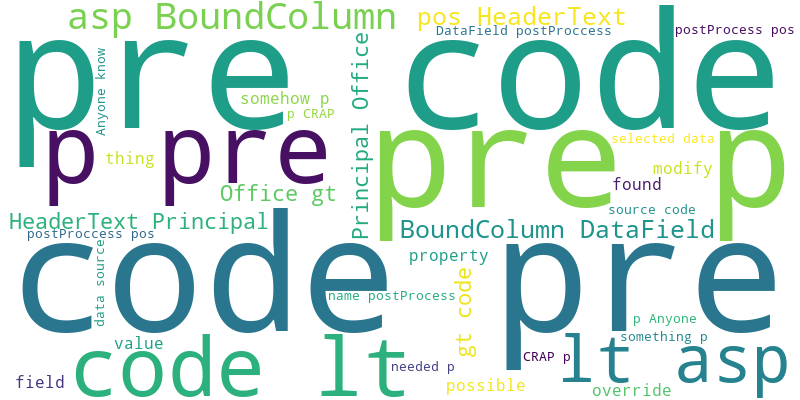 asp BoundColumn
pos HeaderText
DataField postProccess
postProcess pos
pre code
Anyone know
Principal Office
somehow p
p CRAP
p pre
pre p
thing
selected data
modify
found
Office gt
source code
HeaderText Principal
BoundColumn DataField
postProccess pos
code pre
data source
property
name postProcess
gt code
p Anyone
something p
value
code lt
lt asp
CRAP p
needed p
field
possible
override